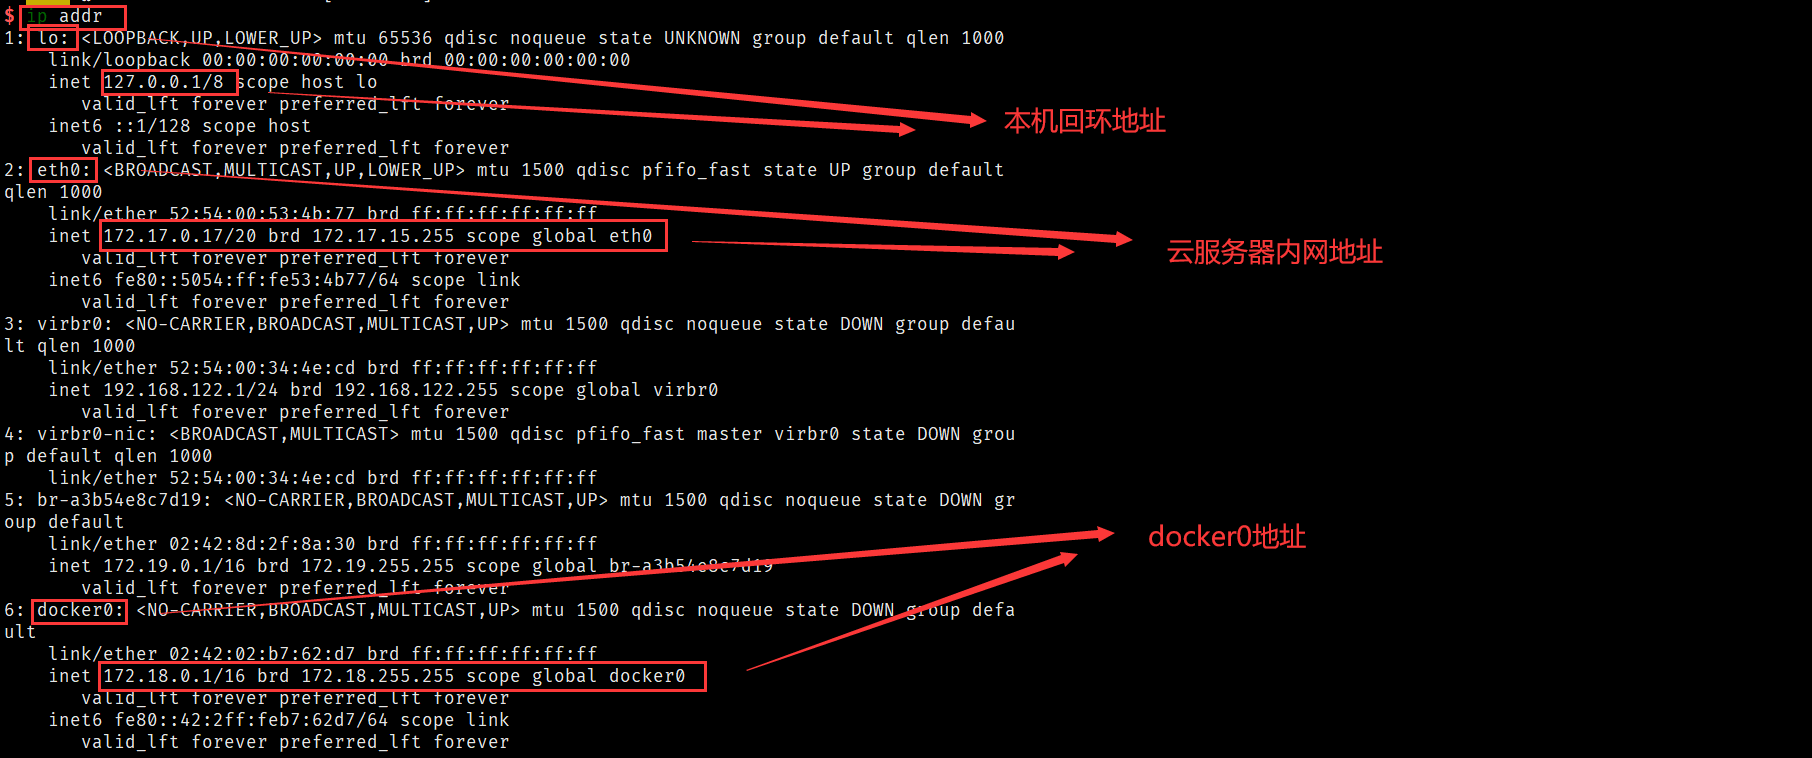 $ ip addr
1: lo: <LOOPBACK,UP,LOWER_UP> mtu 65536 qdisc noqueue state UNKNOWN group default qlen 1000
link/loopback 00:00:00:00:00:00 brd 00:00:00:00:00:00
inet 127.0.0.1/8 scope host lo
valid_lft forever preferred_lft forever
本机回环地址
inet6 ::1/128 scope host
valid_lft forever preferred_lft forever
2: eth0: <BROADCAST,MULTICAST,UP,LOWER_UP> mtu 1500 qdisc pfifo_fast state UP group default
qlen 1000
link/ether 52:54:00:53:4b:77 brd ff:ff:ff:ff:ff:ff
inet 172.17.0.17/20 brd 172.17.15.255 scope global eth0
云服务器内网地址
valid_lft forever preferred_lft forever
inet6 fe80::5054:ff:fe53:4b77/64 scope link
valid_lft forever preferred_lft forever
3: virbr0: <NO-CARRIER,BROADCAST,MULTICAST,UP> mtu 1500 qdisc noqueue state DOWN group defau
lt qlen 1000
link/ether 52:54:00:34:4e:cd brd ff:ff:ff:ff:ff:ff
inet 192.168.122.1/24 brd 192.168.122.255 scope global virbr0
valid_lft forever preferred_lft forever
4: virbr0-nic: <BROADCAST,MULTICAST> mtu 1500 qdisc pfifo_fast master virbr0 state DOWN grou
p default qlen 1000
link/ether 52:54:00:34:4e:cd brd ff:ff:ff:ff:ff:ff
5: br-a3b54e8c7d19: <NO-CARRIER,BROADCAST,MULTICAST,UP> mtu 1500 qdisc noqueue state DOWN gr
oup default
docker0地址
link/ether 02:42:8d:2f:8a:30 brd ff:ff:ff:ff:ff:ff
inet 172.19.0.1/16 brd 172.19.255.255 scope global br-a3b54e8c7d19
valid_lft forever preferred_lft forever
6: docker0: <NO-CARRIER,BROADCAST,MULTICAST,UP> mtu 1500 qdisc noqueue state DOWN group defa
ult
link/ether 02:42:02:b7:62:d7 brd ff:ff:ff:ff:ff:ff
inet 172.18.0.1/16 brd 172.18.255.255 scope global docker0
valid_lft forever preferred_lft forever
inet6 fe80::42:2ff:feb7:62d7/64 scope link
valid_lft forever preferred_lft forever